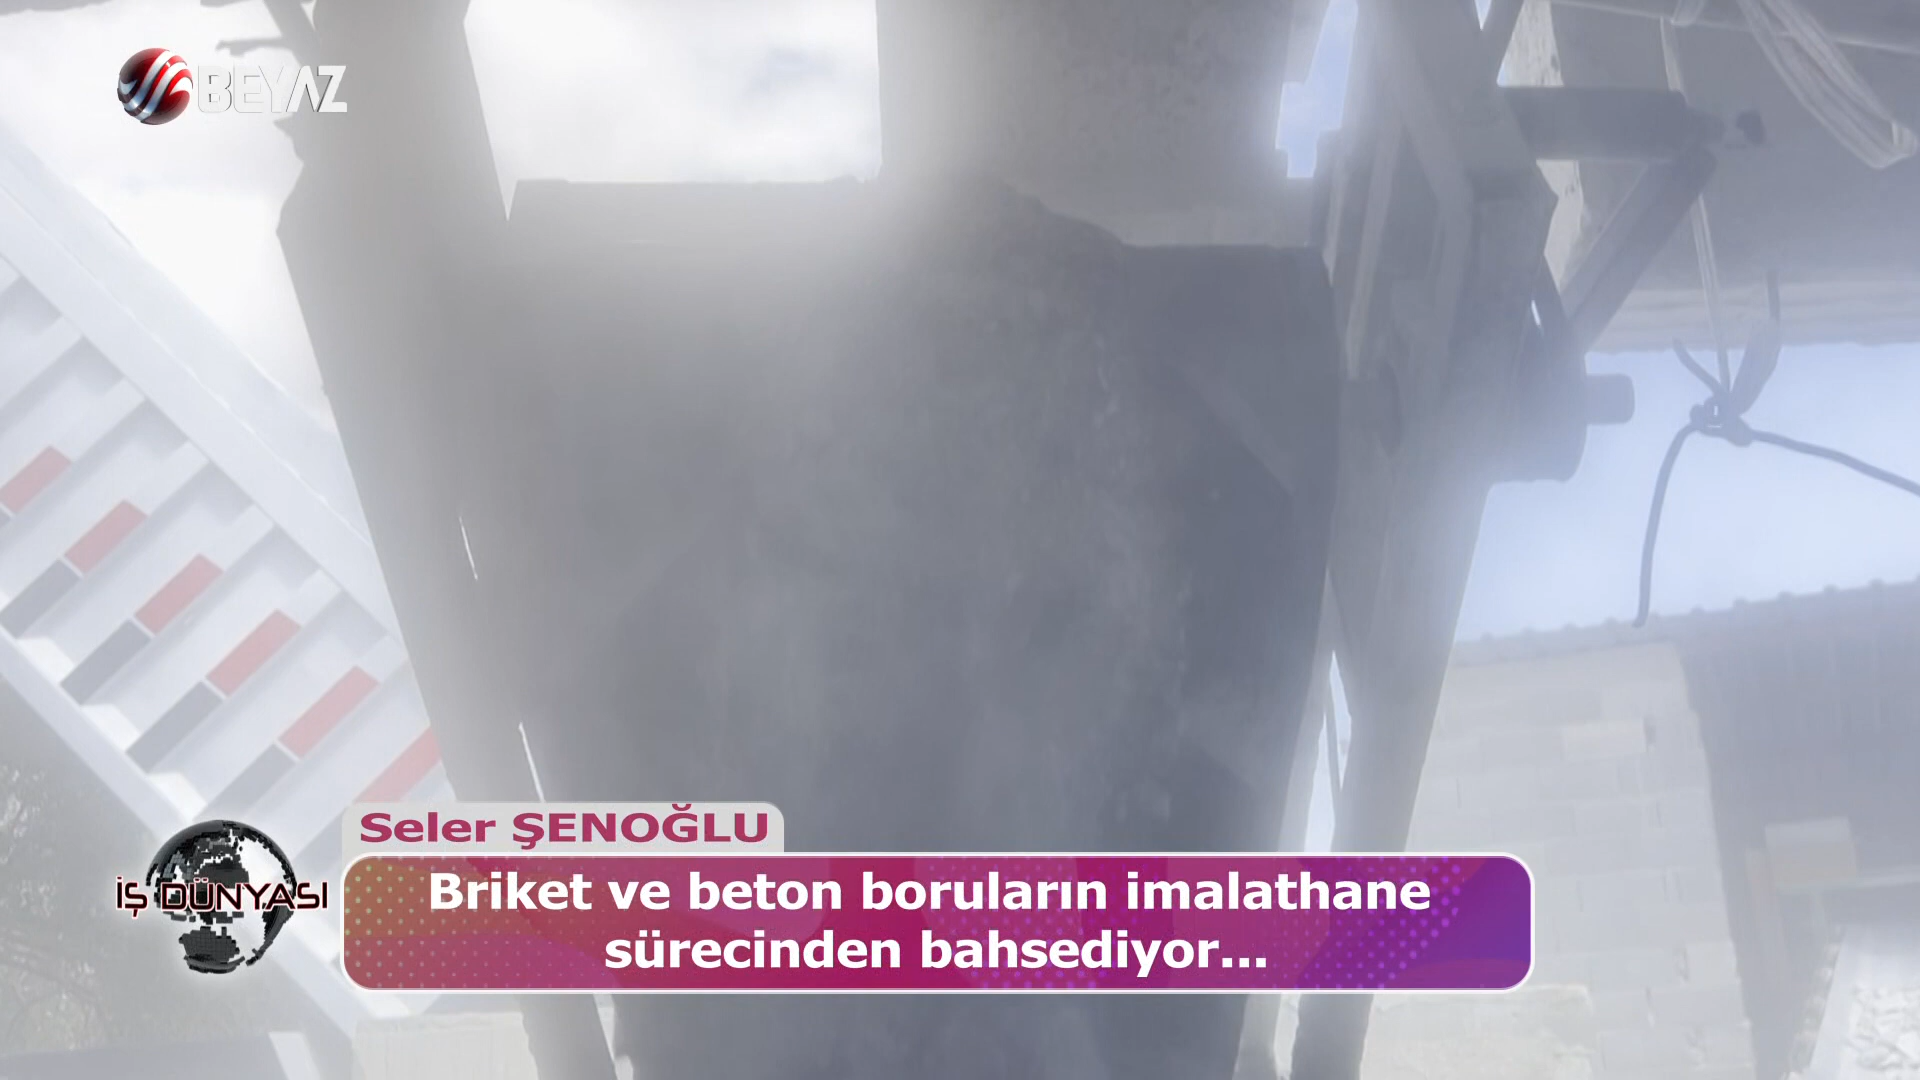 BEYAZ
Seler ŞENOĞLU
İŞ DÜNYASI
Briket ve beton boruların imalathane
sürecinden bahsediyor...